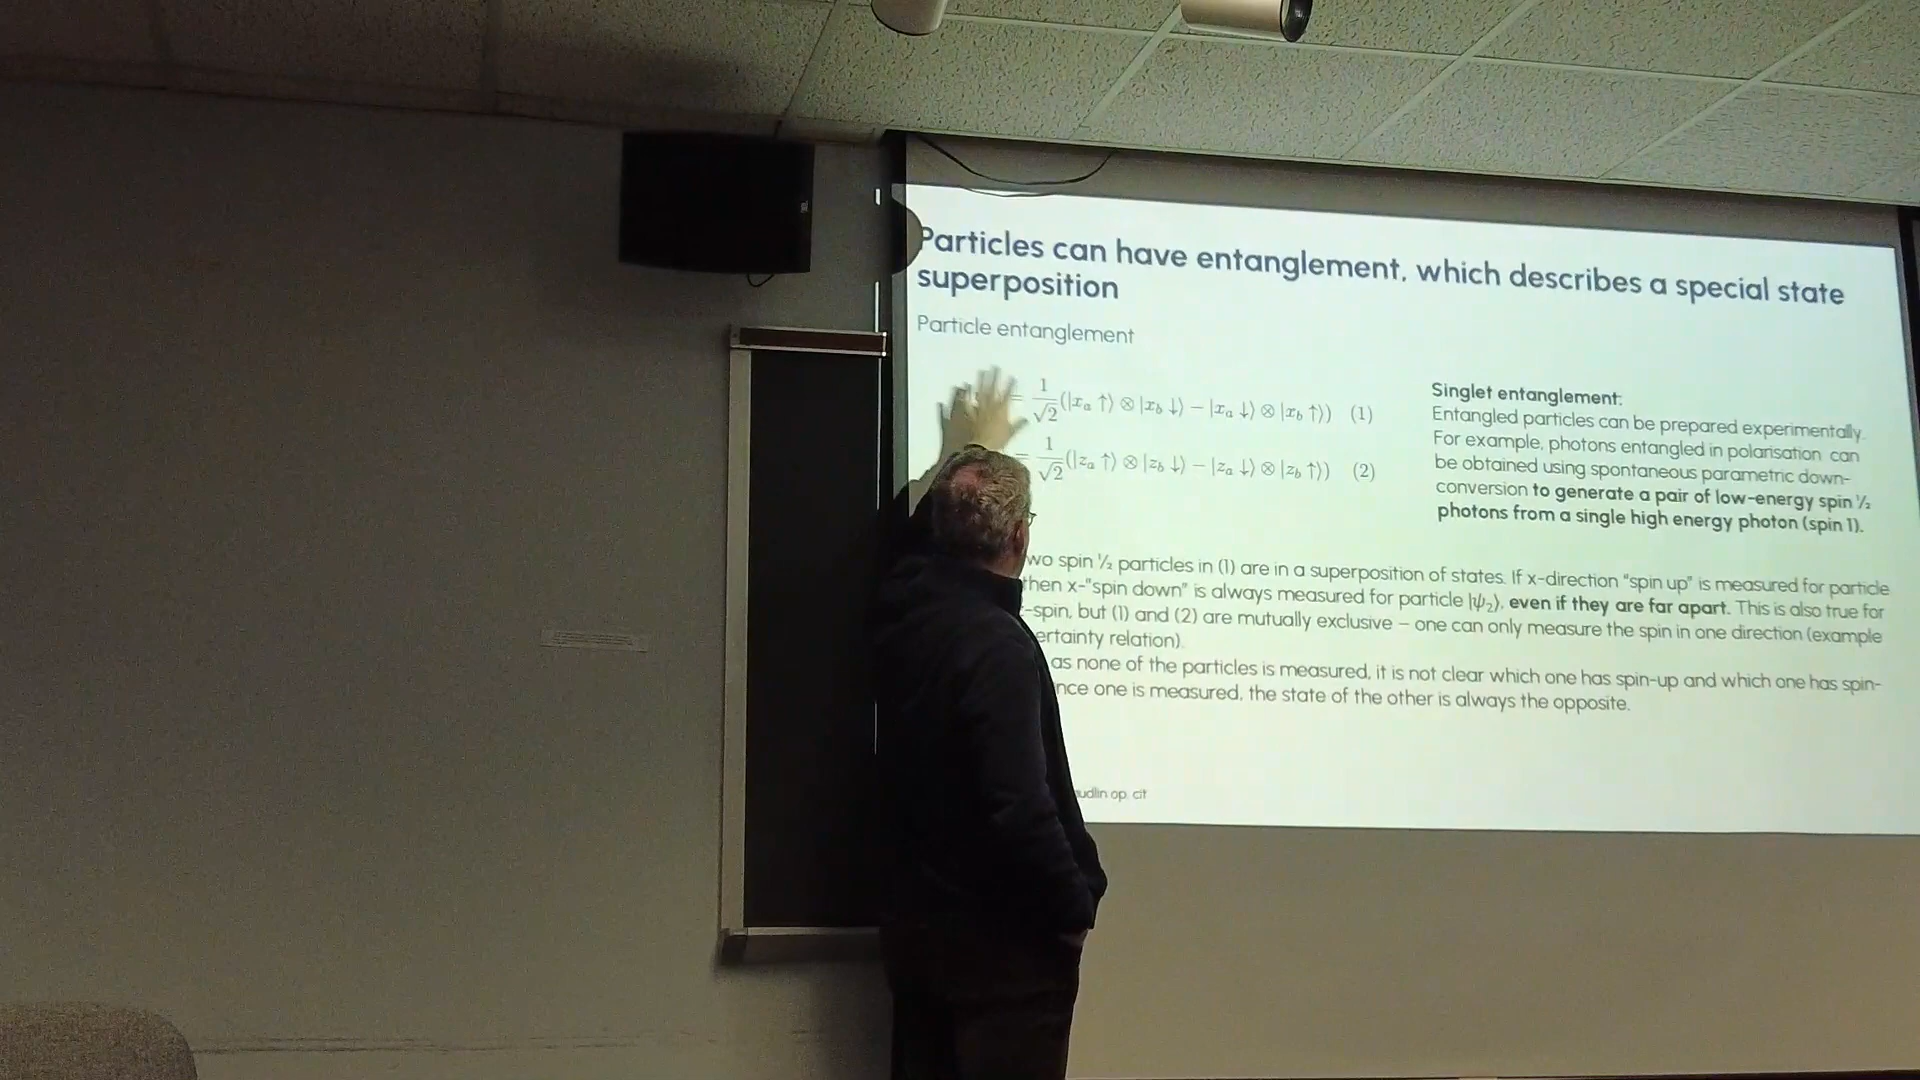 Particles can have entanglement, which describes a special state
superposition
Particle entanglement
= 1/√2 (|xₐ ↑⟩ ⊗ |x_b ↓⟩ − |xₐ ↓⟩ ⊗ |x_b ↑⟩) (1)
= 1/√2 (|zₐ ↑⟩ ⊗ |z_b ↓⟩ − |zₐ ↓⟩ ⊗ |z_b ↑⟩) (2)
Singlet entanglement:
Entangled particles can be prepared experimentally.
For example, photons entangled in polarisation can
be obtained using spontaneous parametric down-
conversion to generate a pair of low-energy spin ½
photons from a single high energy photon (spin 1).
wo spin ½ particles in (1) are in a superposition of states. If x-direction "spin up" is measured for particle
then x-"spin down" is always measured for particle |ψ₂⟩, even if they are far apart. This is also true for
-spin, but (1) and (2) are mutually exclusive – one can only measure the spin in one direction (example
ertainty relation).
as none of the particles is measured, it is not clear which one has spin-up and which one has spin-
nce one is measured, the state of the other is always the opposite.
udlin op. cit